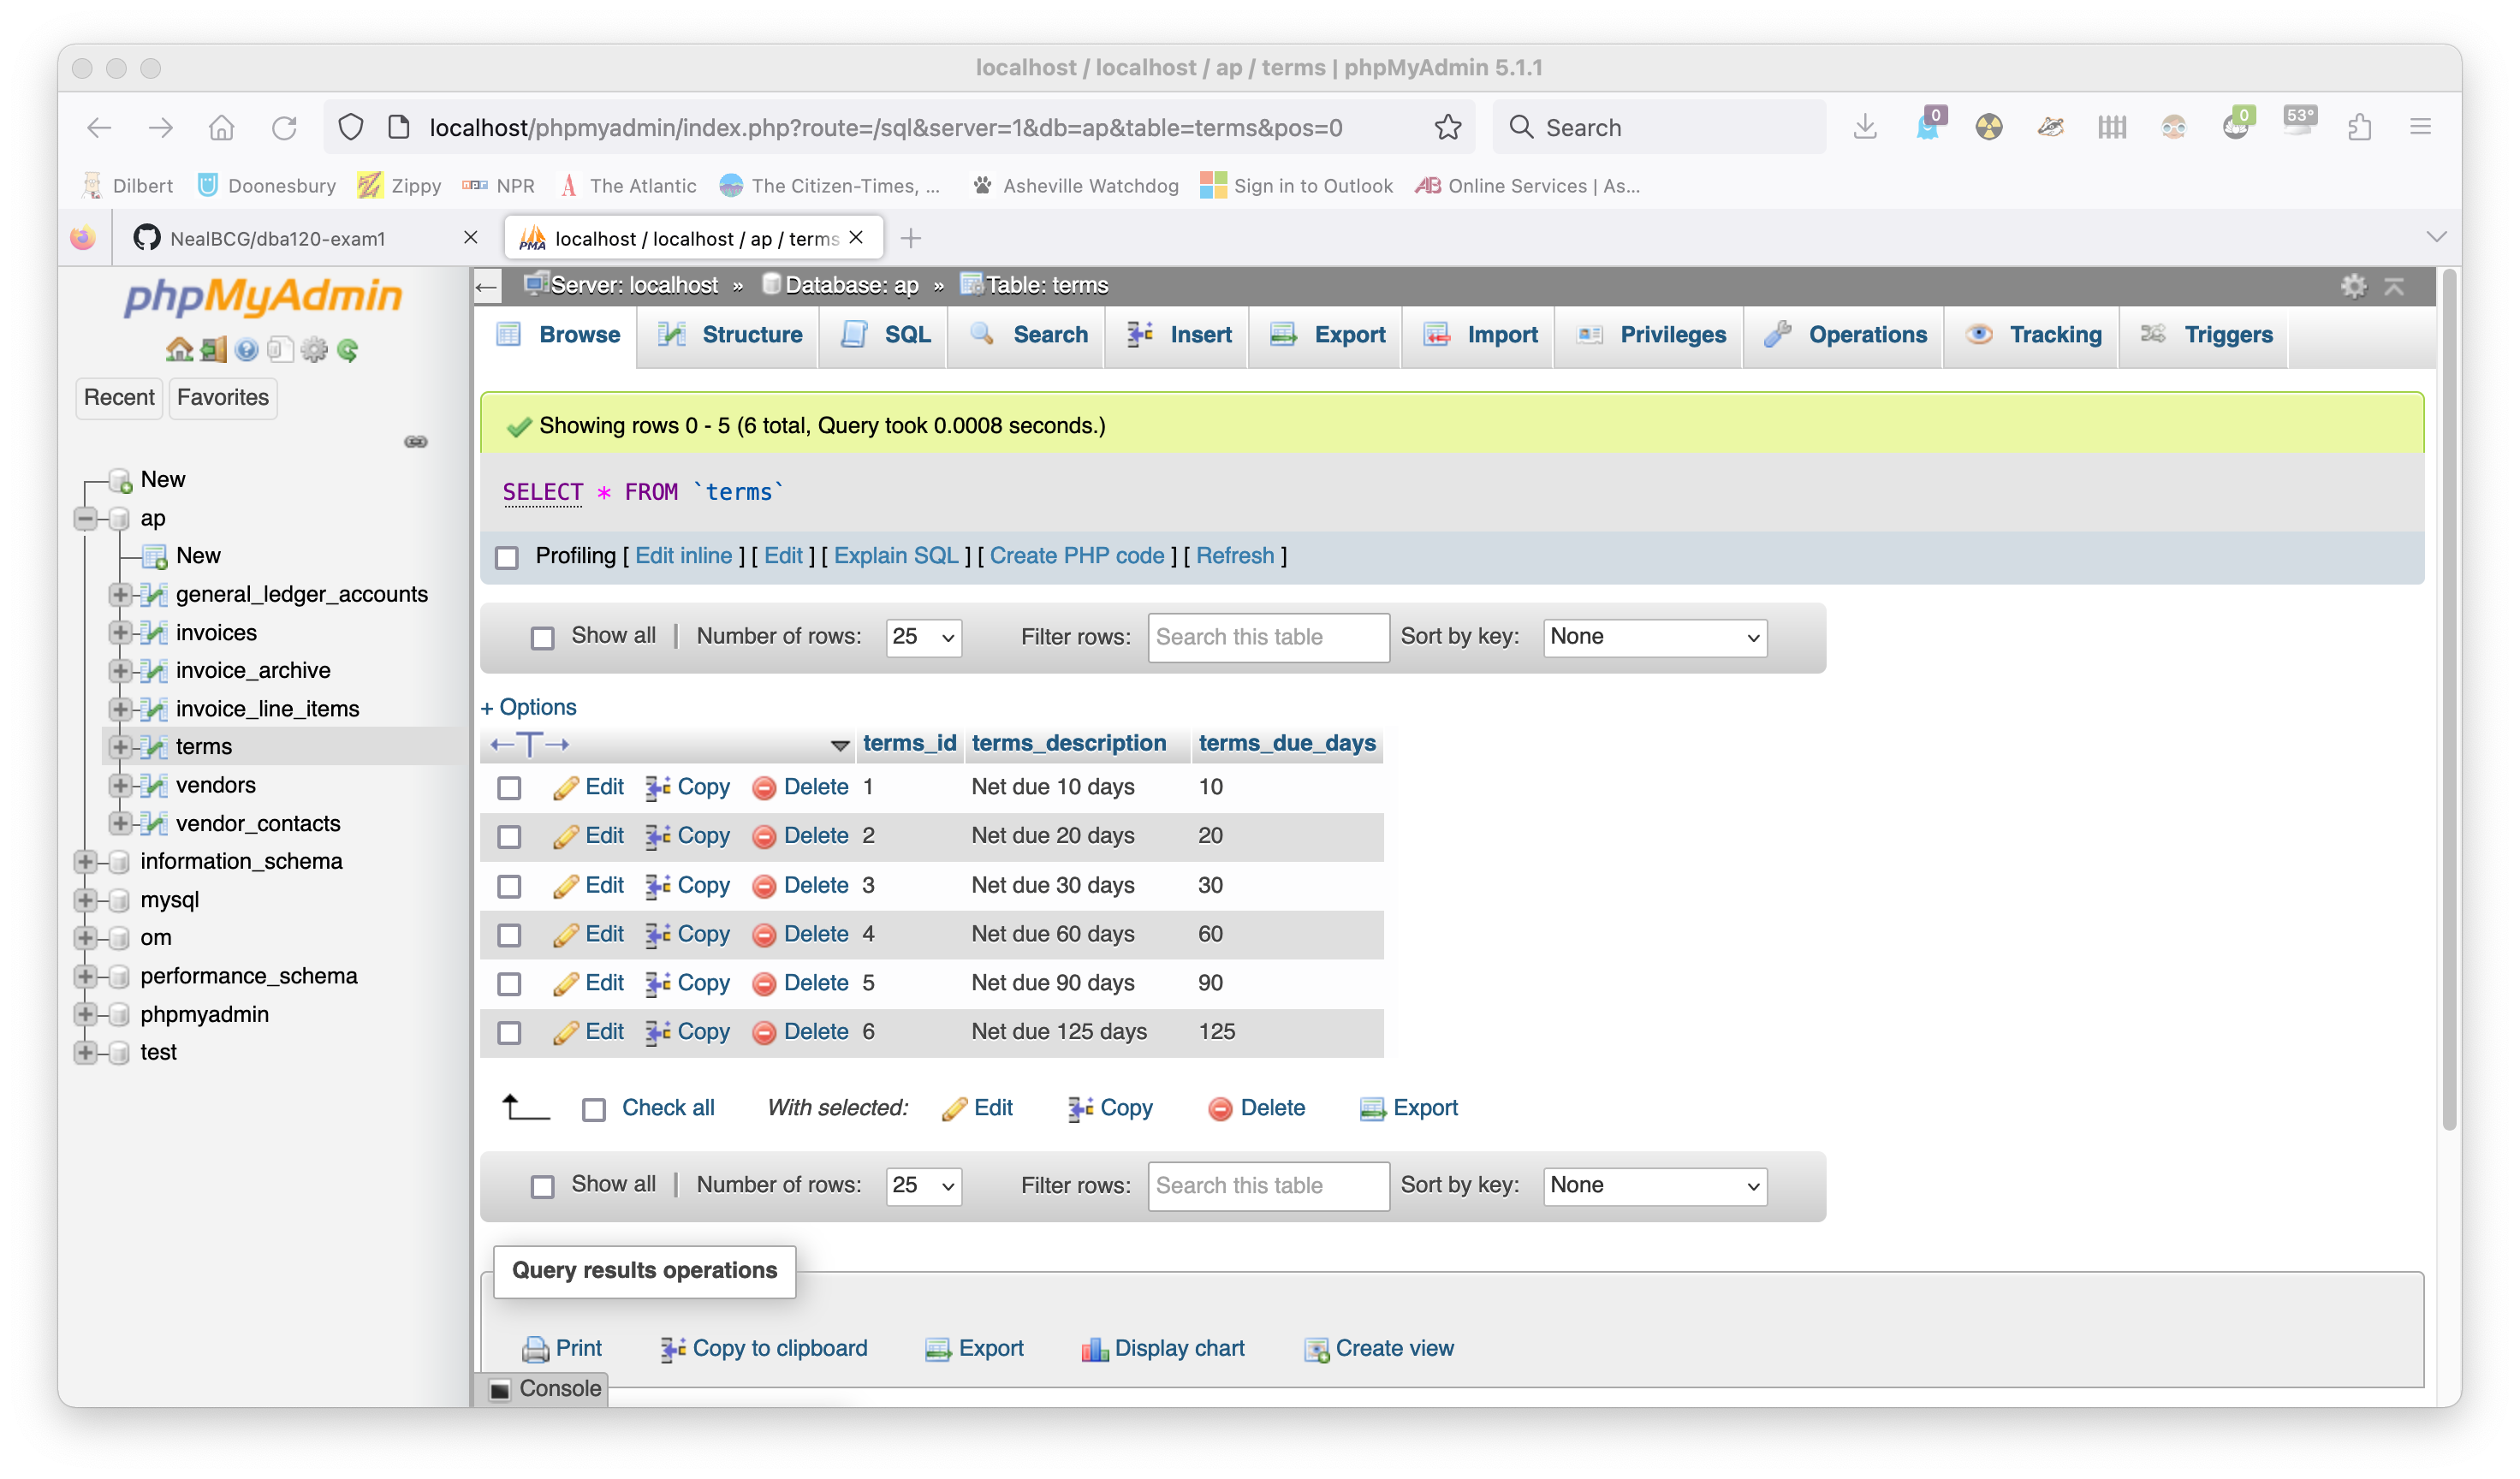 localhost / localhost / ap / terms | phpMyAdmin 5.1.1
localhost/phpmyadmin/index.php?route=/sql&server=1&db=ap&table=terms&pos=0
Search
0
0
53°
Dilbert
Doonesbury
Zippy
NPR
The Atlantic
The Citizen-Times, ...
Asheville Watchdog
Sign in to Outlook
Online Services | As...
NealBCG/dba120-exam1
localhost / localhost / ap / terms
phpMyAdmin
Recent
Favorites
New
ap
New
general_ledger_accounts
invoices
invoice_archive
invoice_line_items
terms
vendors
vendor_contacts
information_schema
mysql
om
performance_schema
phpmyadmin
test
Server: localhost » Database: ap » Table: terms
Browse
Structure
SQL
Search
Insert
Export
Import
Privileges
Operations
Tracking
Triggers
Showing rows 0 - 5 (6 total, Query took 0.0008 seconds.)
SELECT * FROM `terms`
Profiling [ Edit inline ] [ Edit ] [ Explain SQL ] [ Create PHP code ] [ Refresh ]
Show all | Number of rows: 25 Filter rows: Search this table Sort by key: None
+ Options
←T→ terms_id terms_description terms_due_days
Edit Copy Delete 1 Net due 10 days 10
Edit Copy Delete 2 Net due 20 days 20
Edit Copy Delete 3 Net due 30 days 30
Edit Copy Delete 4 Net due 60 days 60
Edit Copy Delete 5 Net due 90 days 90
Edit Copy Delete 6 Net due 125 days 125
Check all With selected: Edit Copy Delete Export
Show all | Number of rows: 25 Filter rows: Search this table Sort by key: None
Query results operations
Print
Copy to clipboard
Export
Display chart
Create view
Console